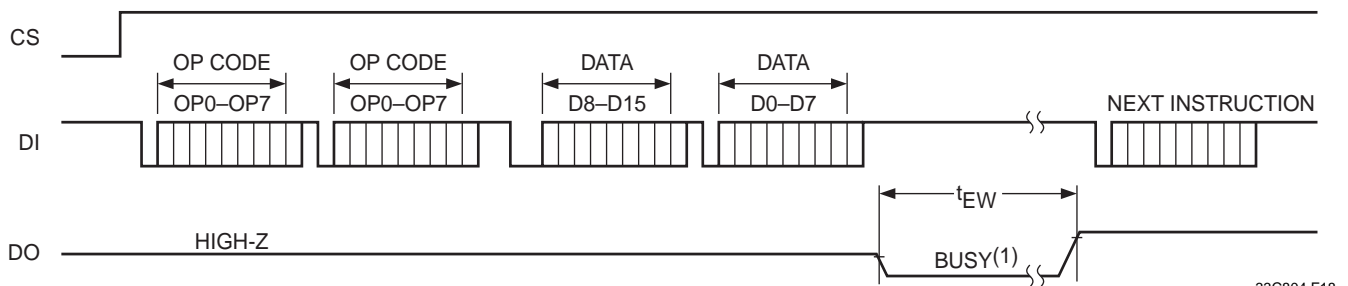 CS
OP CODE OP CODE DATA DATA
OP0–OP7 OP0–OP7 D8–D15 D0–D7 NEXT INSTRUCTION
DI
tEW
HIGH-Z
DO
BUSY(1)